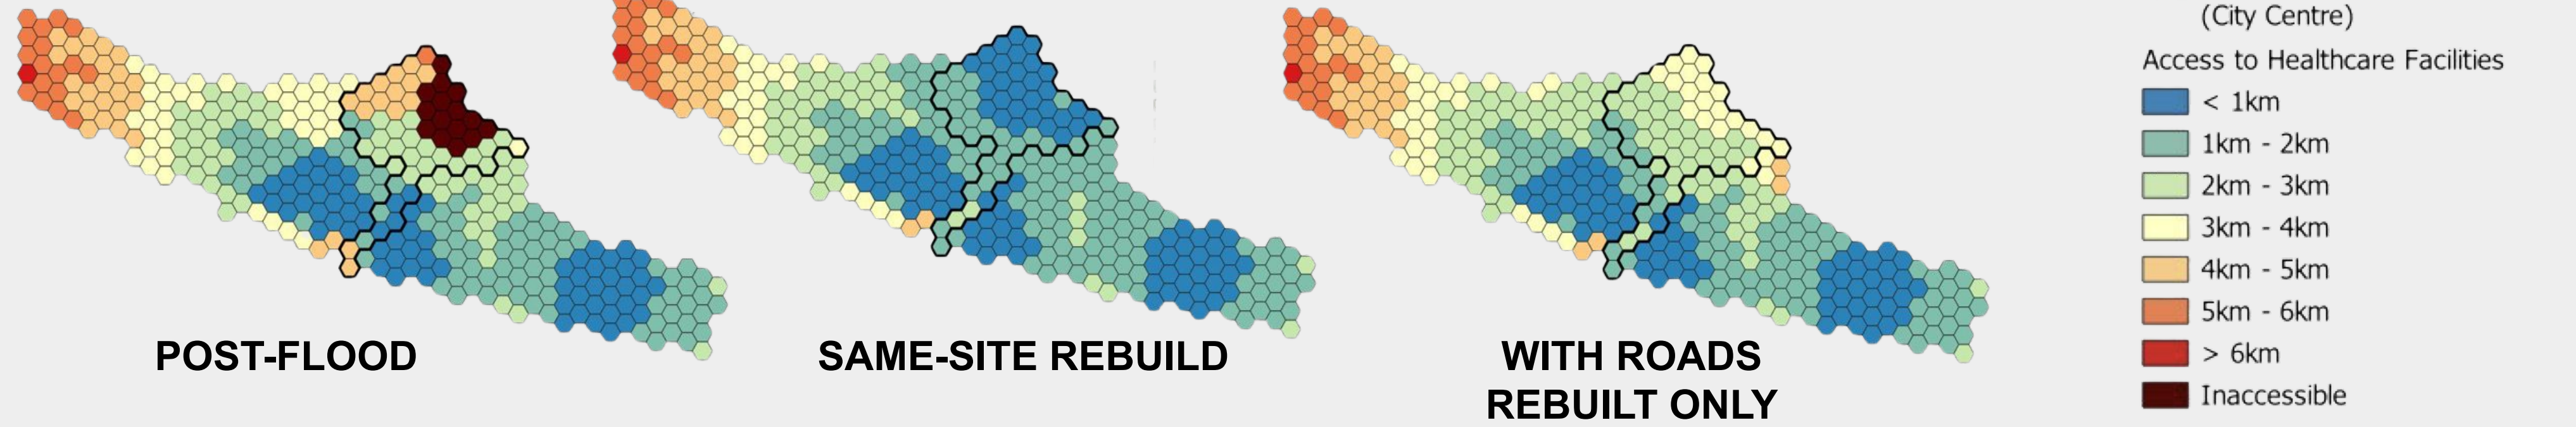 POST-FLOOD
SAME-SITE REBUILD
WITH ROADS
REBUILT ONLY
(City Centre)
Access to Healthcare Facilities
< 1km
1km - 2km
2km - 3km
3km - 4km
4km - 5km
5km - 6km
> 6km
Inaccessible